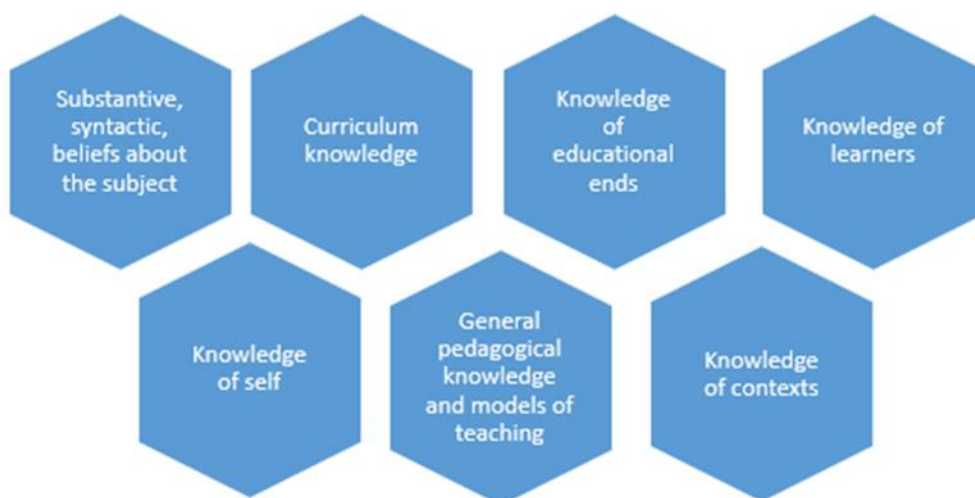 Substantive,
syntactic,
beliefs about
the subject
Curriculum
knowledge
Knowledge
of
educational
ends
Knowledge of
learners
Knowledge
of self
General
pedagogical
knowledge
and models of
teaching
Knowledge
of contexts